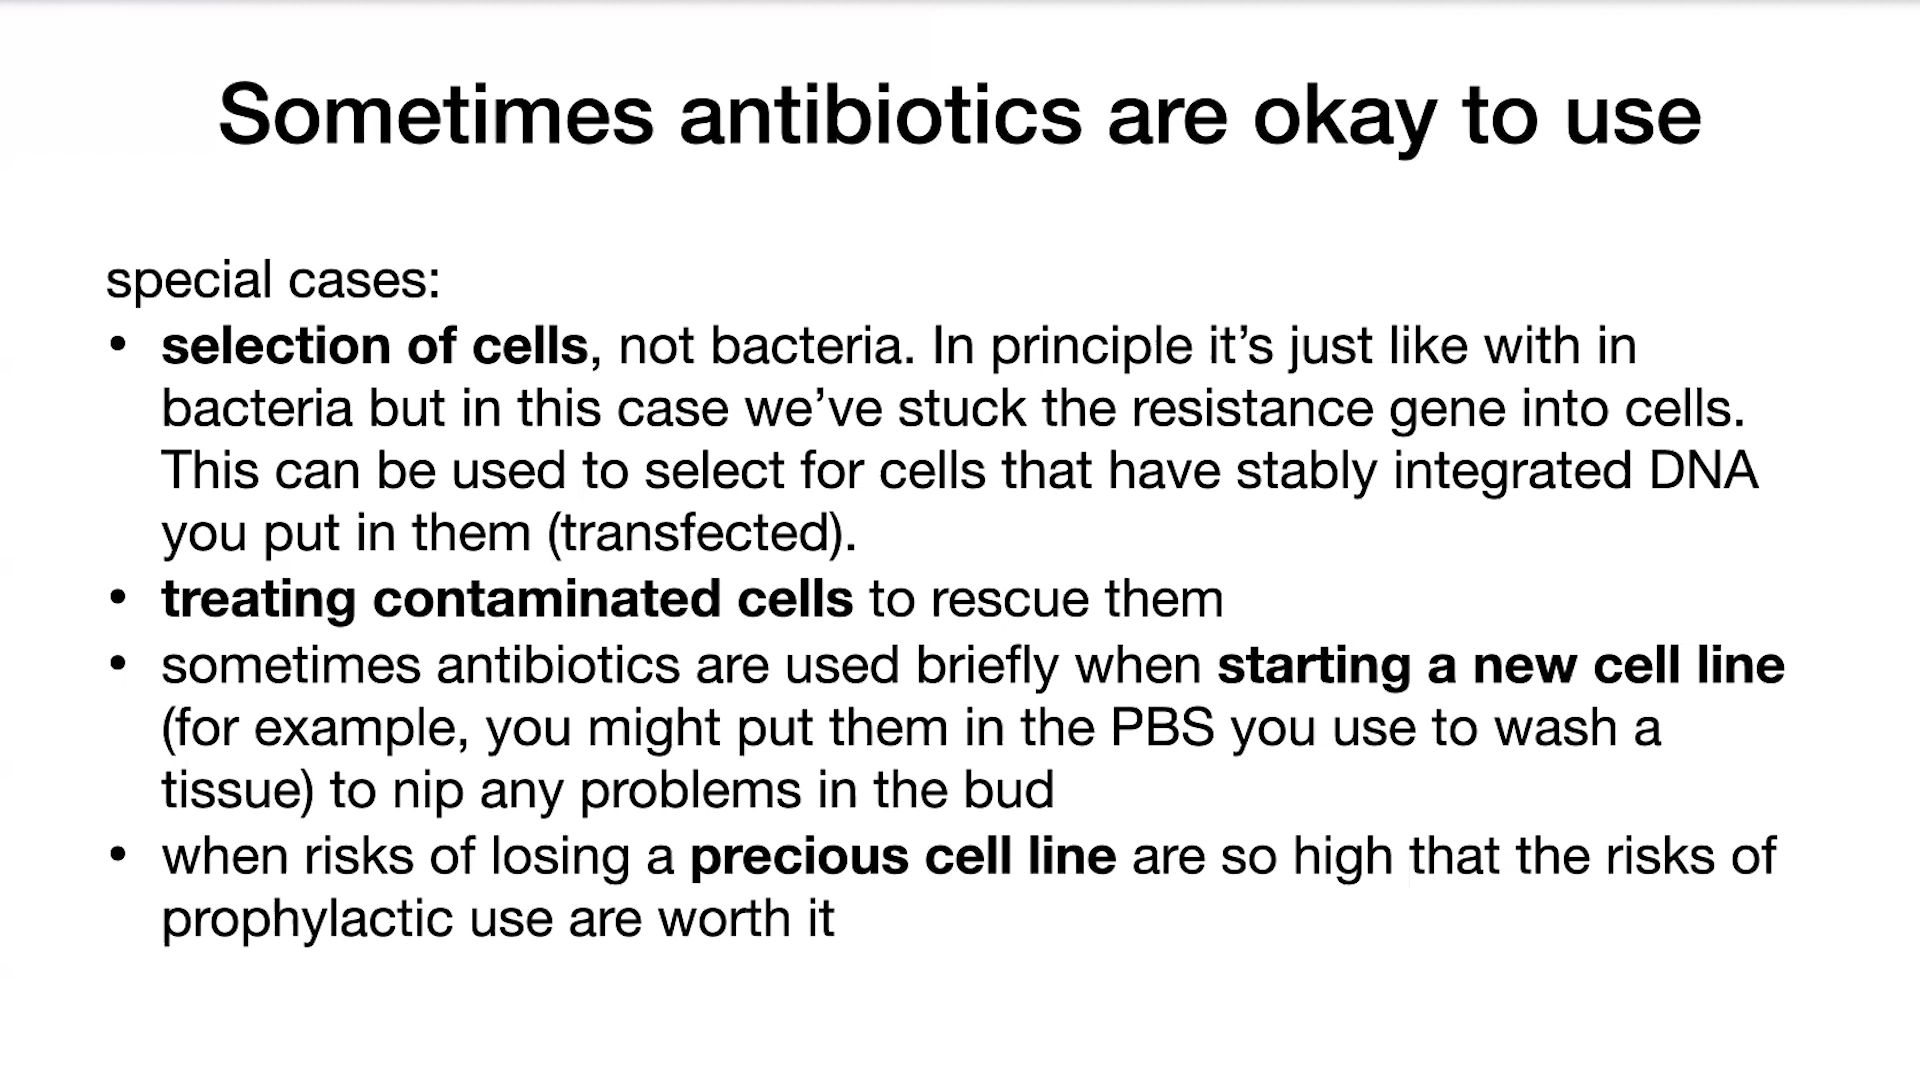 Sometimes antibiotics are okay to use
special cases:
• selection of cells, not bacteria. In principle it’s just like with in
bacteria but in this case we’ve stuck the resistance gene into cells.
This can be used to select for cells that have stably integrated DNA
you put in them (transfected).
• treating contaminated cells to rescue them
• sometimes antibiotics are used briefly when starting a new cell line
(for example, you might put them in the PBS you use to wash a
tissue) to nip any problems in the bud
• when risks of losing a precious cell line are so high that the risks of
prophylactic use are worth it